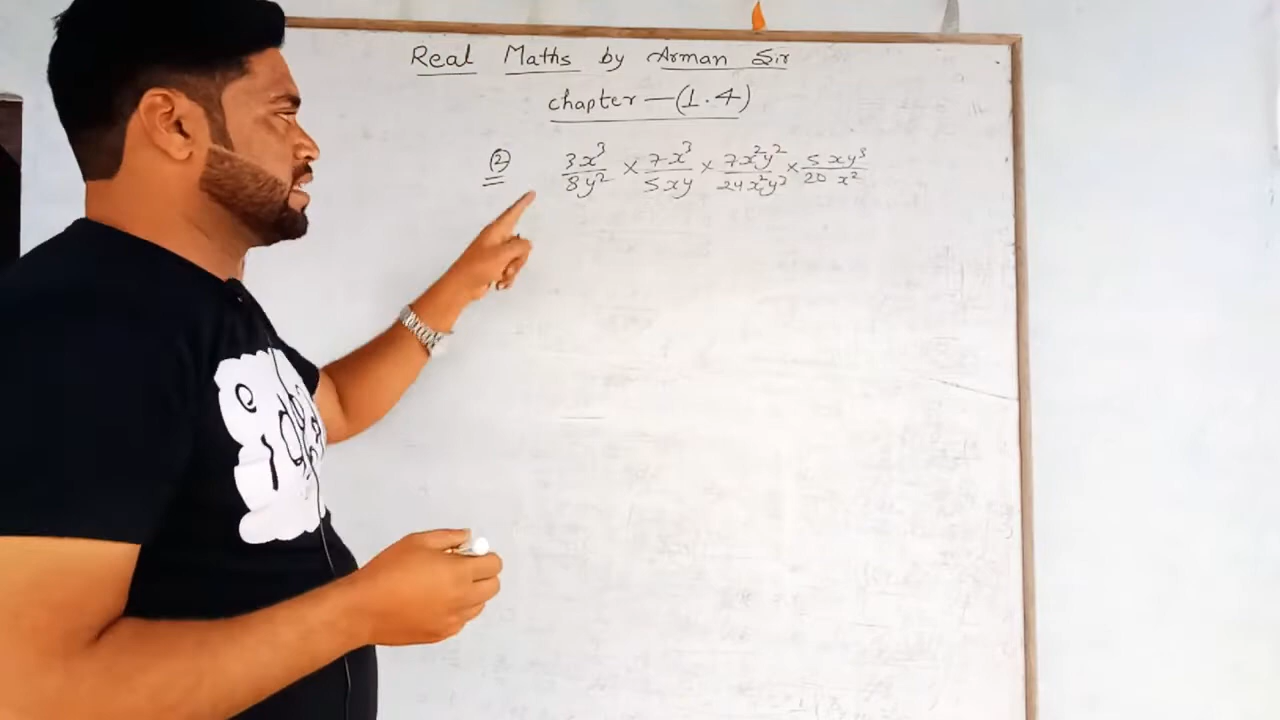 Real Maths by Arman Sir
chapter—(1.4)
② 3x³/8y² × 7x³/5xy × 7x²y²/24x²y² × 5xy³/20x²